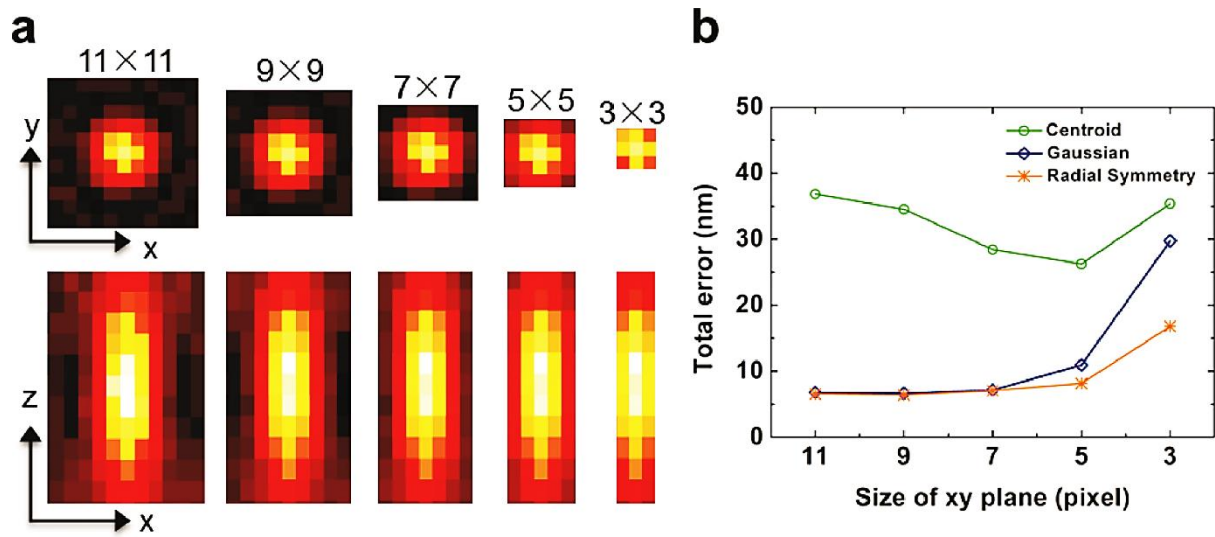 a
11×11
9×9
7×7
5×5
3×3
y
x
z
x
b
50
40
30
20
10
0
Total error (nm)
Centroid
Gaussian
Radial Symmetry
11 9 7 5 3
Size of xy plane (pixel)